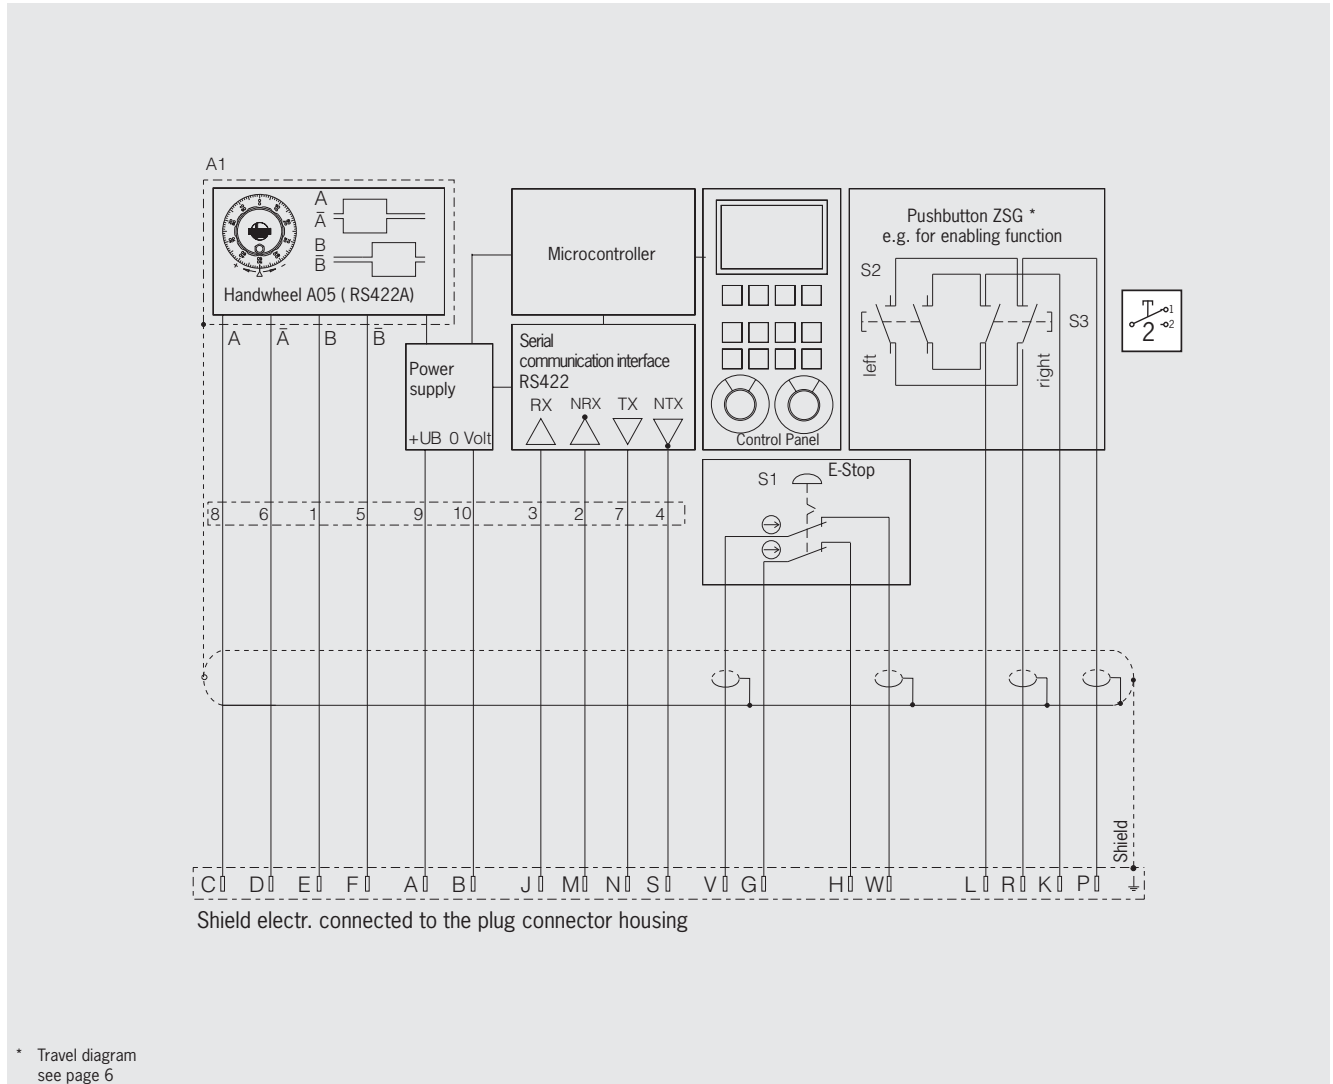 A1
A
Ā
B
B̄
Handwheel A05 ( RS422A)
A Ā B B̄
Microcontroller
Power
supply
+UB 0 Volt
Serial
communication interface
RS422
RX NRX TX NTX
Control Panel
Pushbutton ZSG *
e.g. for enabling function
S2
S3
left
right
1
2
2
S1
E-Stop
8 6 1 5 9 10 3 2 7 4
Shield
C D E F A B J M N S V G H W L R K P
Shield electr. connected to the plug connector housing
* Travel diagram
see page 6